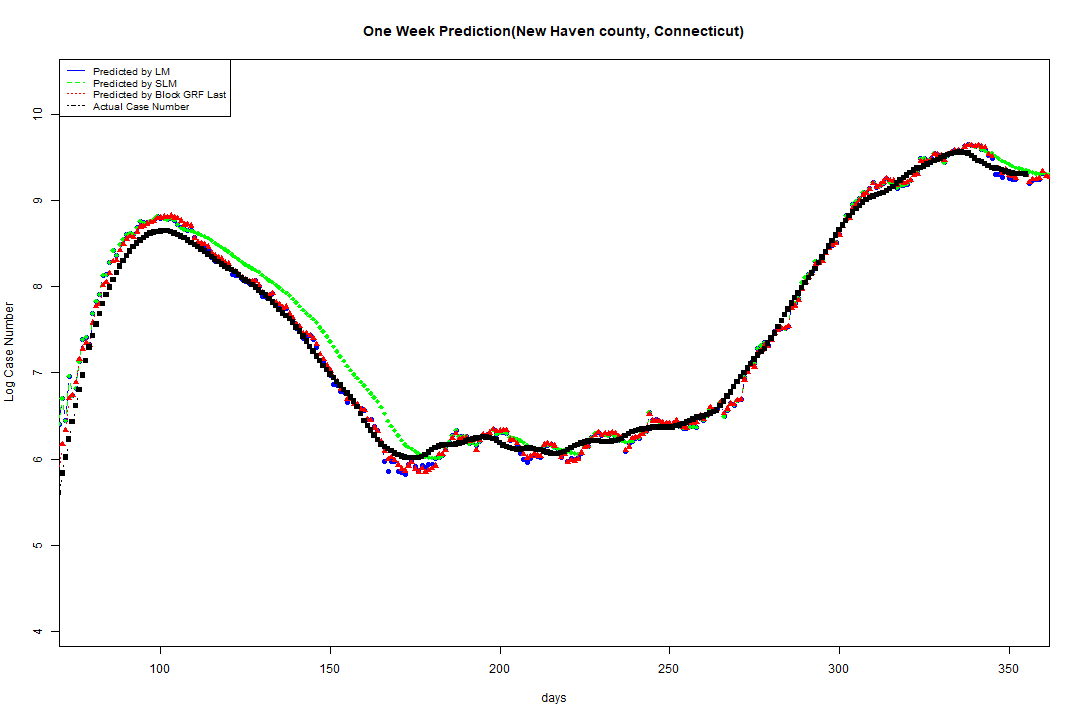 One Week Prediction(New Haven county, Connecticut)
Predicted by LM
Predicted by SLM
Predicted by Block GRF Last
Actual Case Number
10
9
8
7
6
5
4
Log Case Number
100 150 200 250 300 350
days